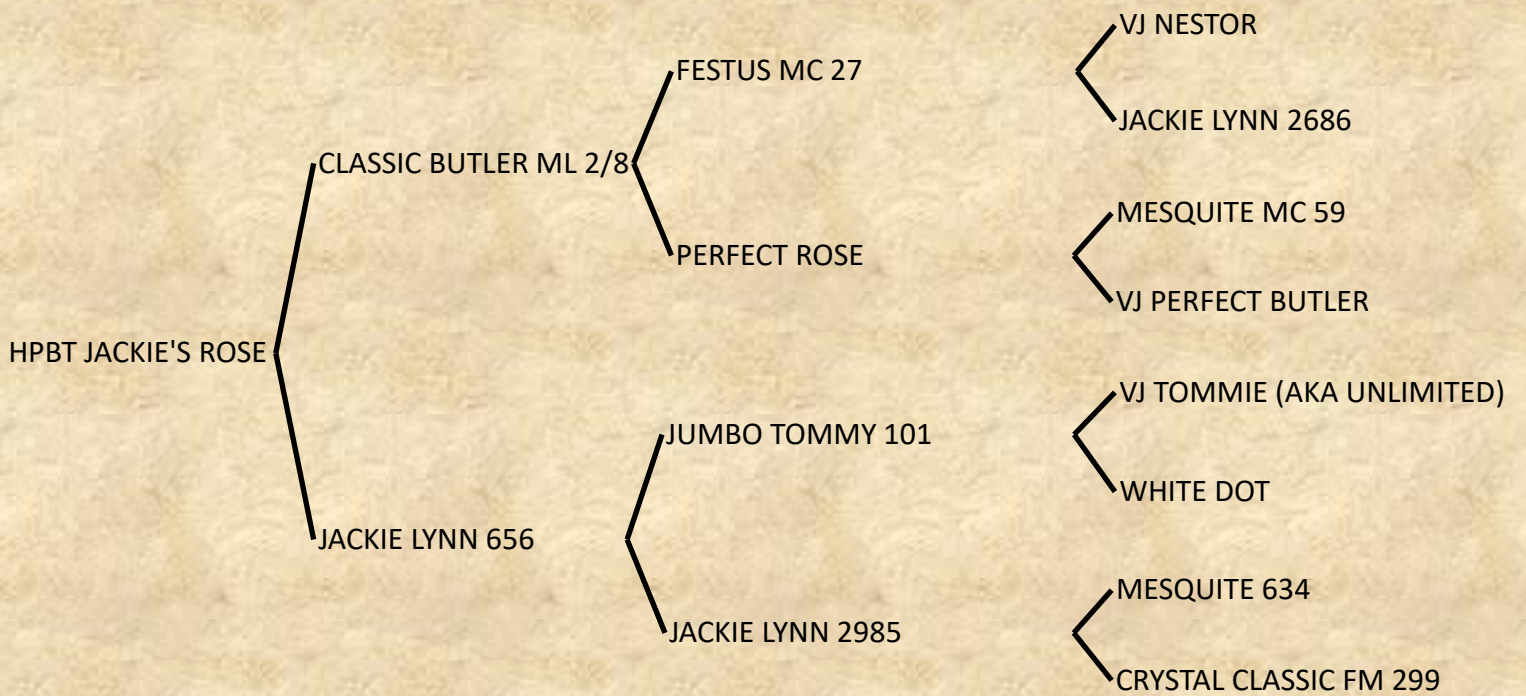 VJ NESTOR
FESTUS MC 27
JACKIE LYNN 2686
CLASSIC BUTLER ML 2/8
MESQUITE MC 59
PERFECT ROSE
VJ PERFECT BUTLER
HPBT JACKIE'S ROSE
VJ TOMMIE (AKA UNLIMITED)
JUMBO TOMMY 101
WHITE DOT
JACKIE LYNN 656
MESQUITE 634
JACKIE LYNN 2985
CRYSTAL CLASSIC FM 299